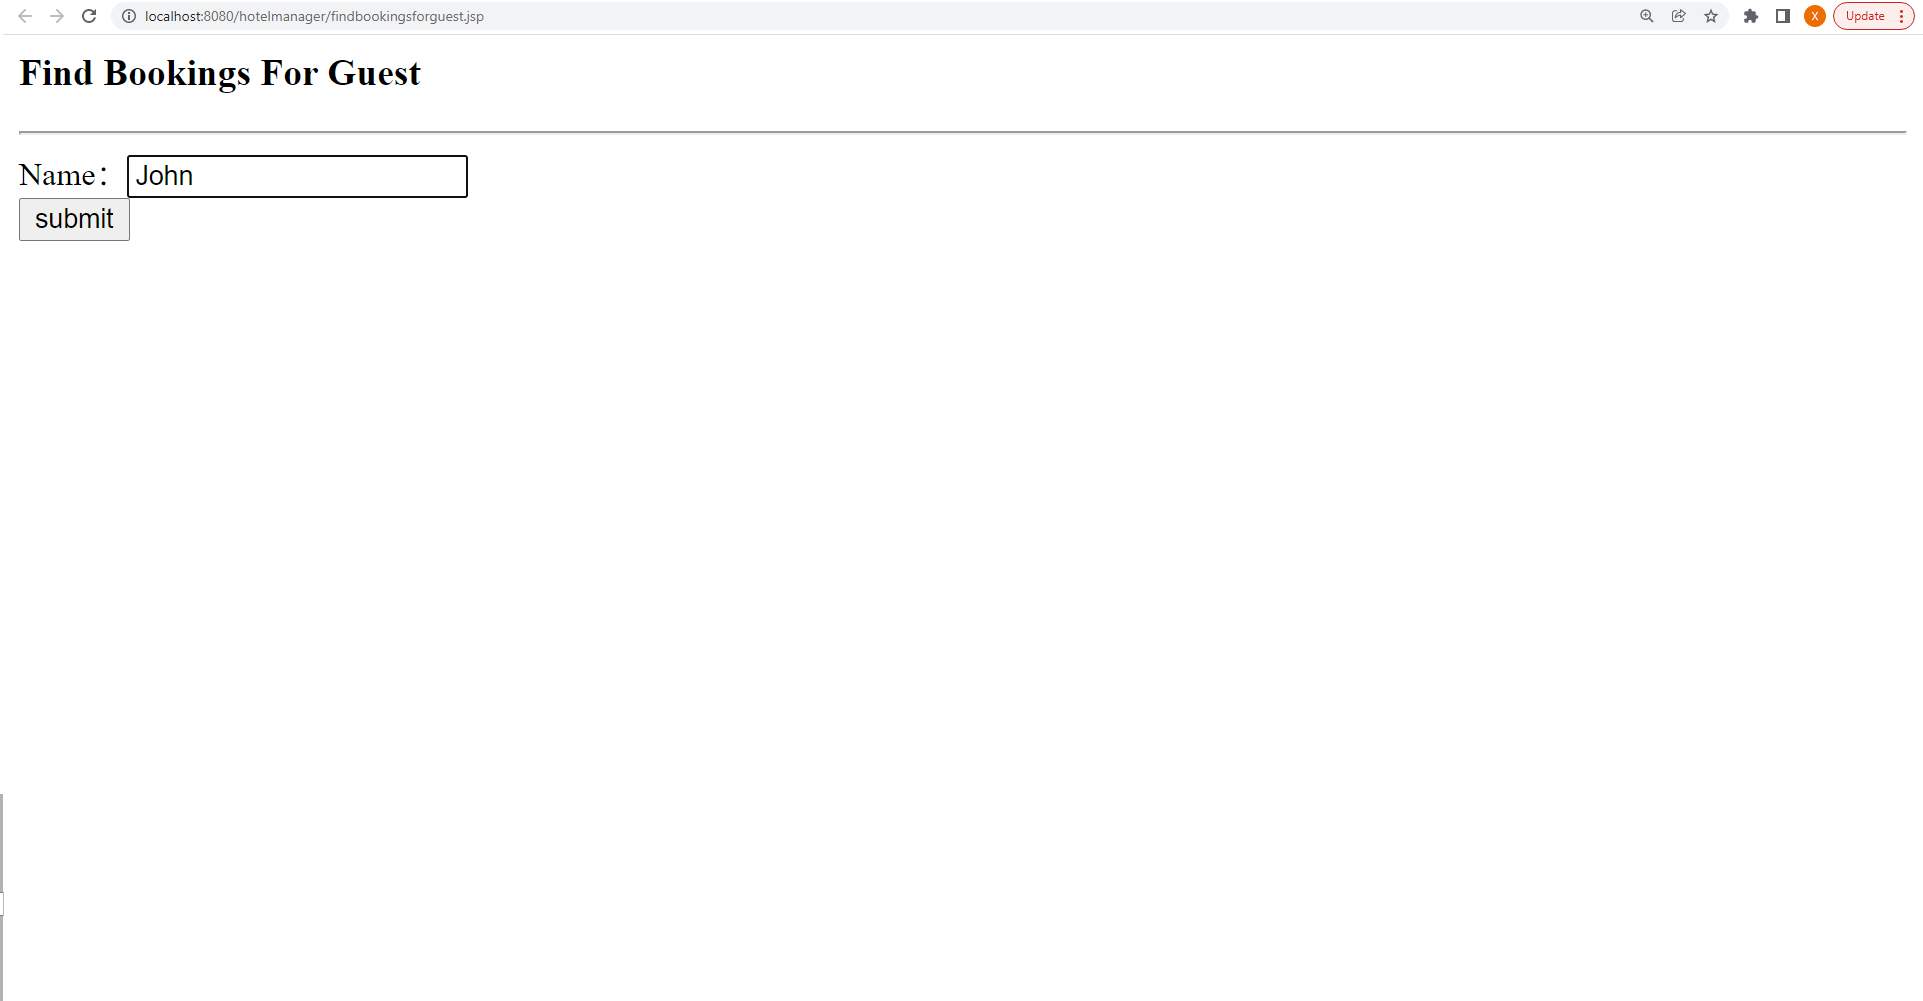 localhost:8080/hotelmanager/findbookingsforguest.jsp
X
Update
Find Bookings For Guest
Name： John
submit